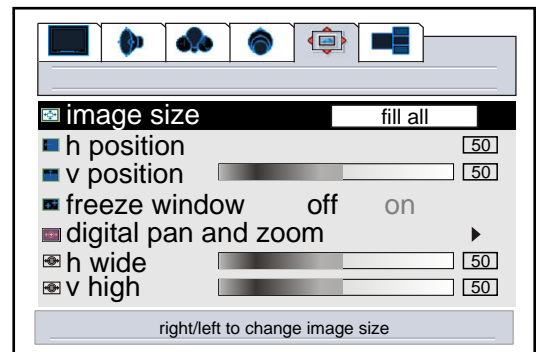 image size fill all
h position 50
v position 50
freeze window off on
digital pan and zoom
h wide 50
v high 50
right/left to change image size